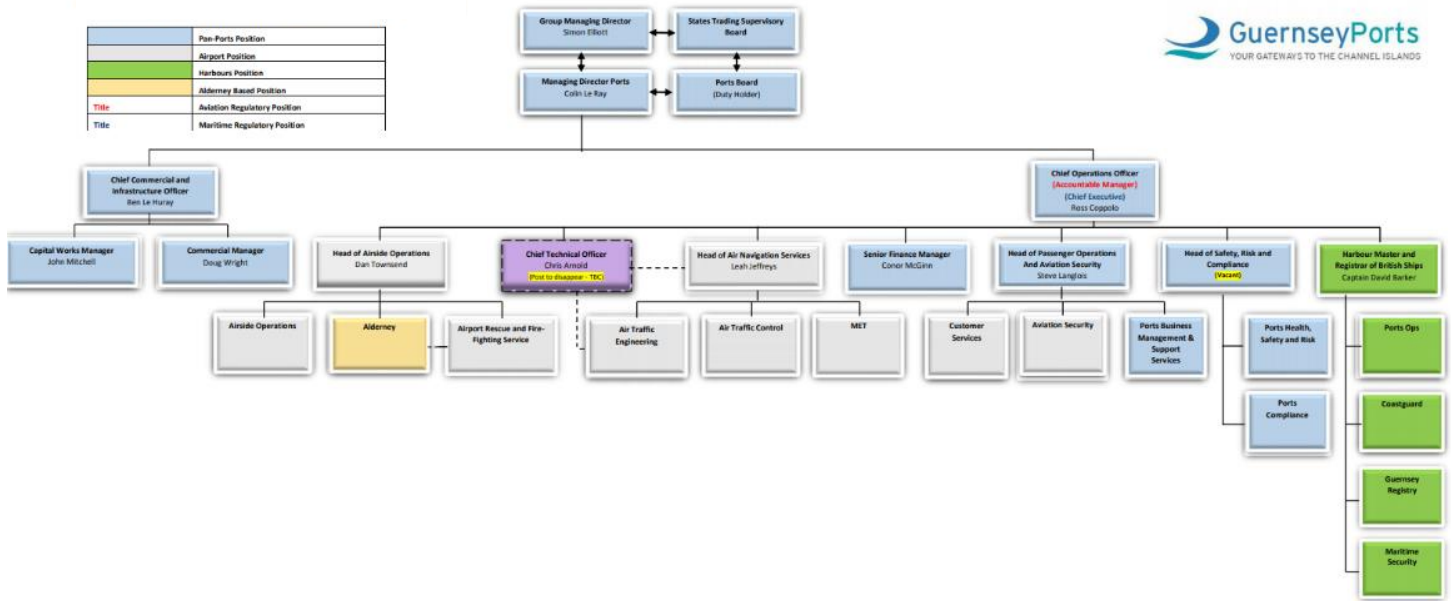 Group Managing Director
Simon Elliott
States Trading Supervisory
Board
GuernseyPorts
YOUR GATEWAYS TO THE CHANNEL ISLANDS
Pan-Ports Position
Airport Position
Harbours Position
Alderney Based Position
Title Aviation Regulatory Position
Title Maritime Regulatory Position
Managing Director Ports
Colin Le Ray
Ports Board
(Duty Holder)
Chief Commercial and
Infrastructure Officer
Ben Le Huray
Chief Operations Officer
(Accountable Manager)
(Chief Executive)
Ross Coppolo
Capital Works Manager
John Mitchell
Commercial Manager
Doug Wright
Head of Airside Operations
Dan Townsend
Chief Technical Officer
Chris Arnold
(Post to disappear - TBC)
Head of Air Navigation Services
Leah Jeffreys
Senior Finance Manager
Conor McGinn
Head of Passenger Operations
And Aviation Security
Steve Langlois
Head of Safety, Risk and
Compliance
(Vacant)
Harbour Master and
Registrar of British Ships
Captain David Barker
Airside Operations
Alderney
Airport Rescue and Fire-
Fighting Service
Air Traffic
Engineering
Air Traffic Control
MET
Customer
Services
Aviation Security
Ports Business
Management &
Support
Services
Ports Health,
Safety and Risk
Ports Ops
Ports
Compliance
Coastguard
Guernsey
Registry
Maritime
Security